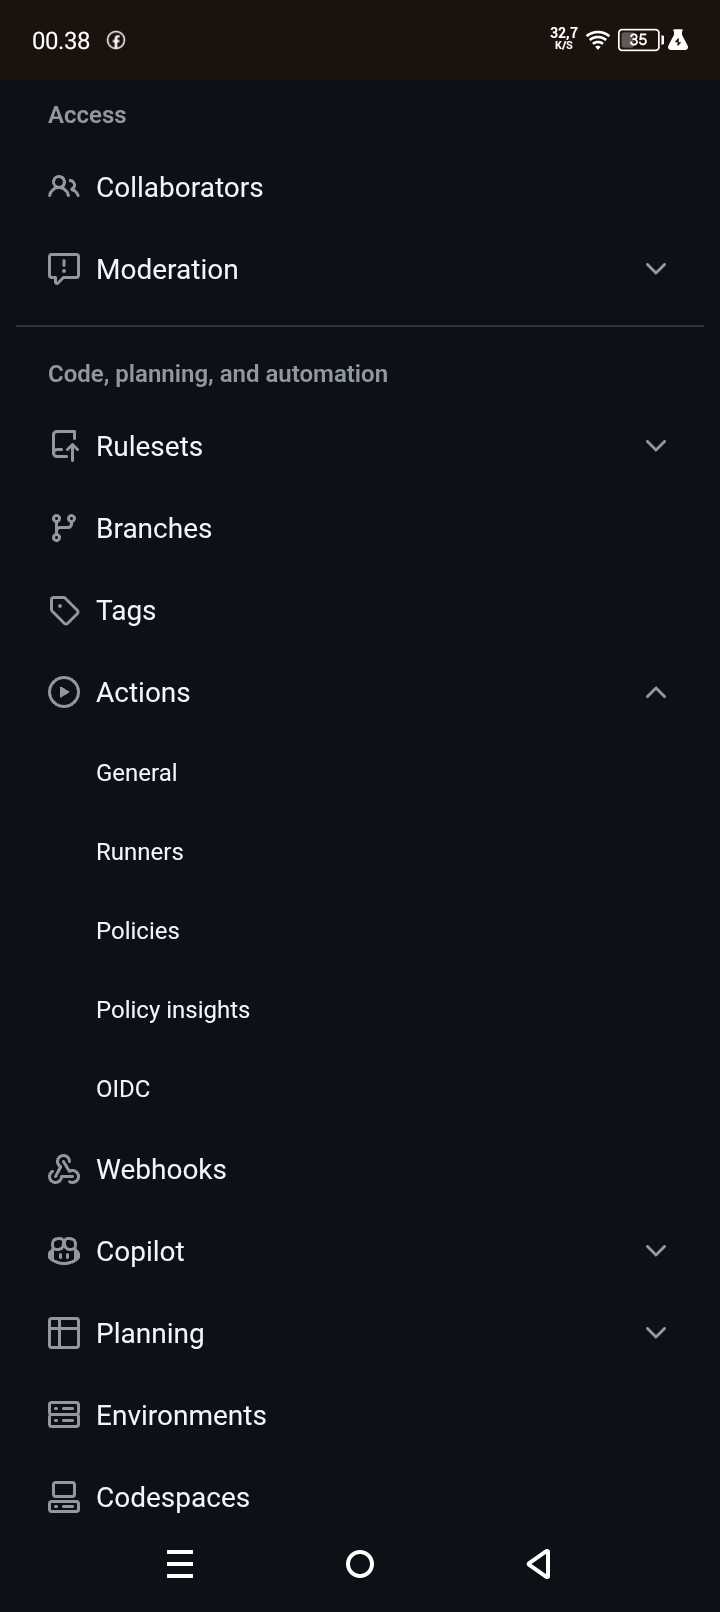 00.38
32,7
K/S
35
Access
Collaborators
Moderation
Code, planning, and automation
Rulesets
Branches
Tags
Actions
General
Runners
Policies
Policy insights
OIDC
Webhooks
Copilot
Planning
Environments
Codespaces